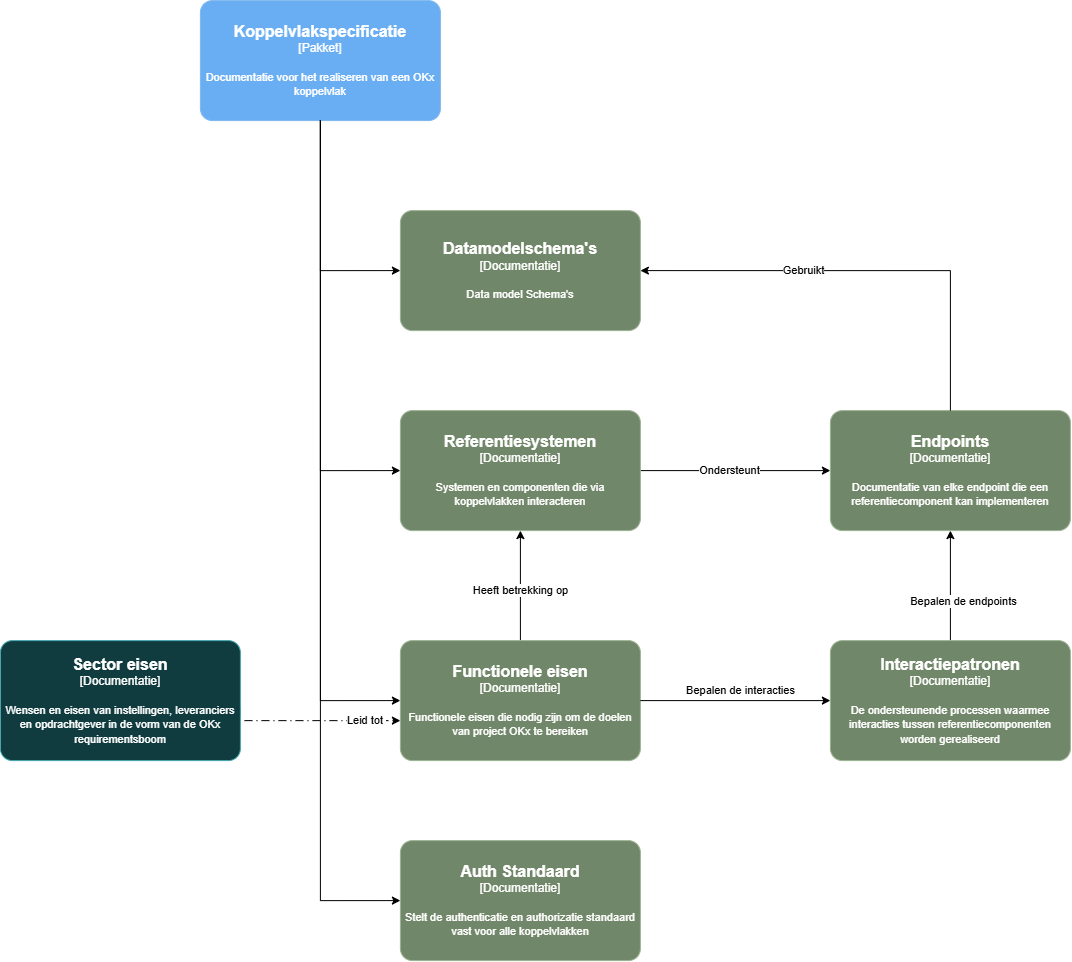 Koppelvlakspecificatie
[Pakket]
Documentatie voor het realiseren van een OKx
koppelvlak
Datamodelschema's
[Documentatie]
Data model Schema's
Gebruikt
Referentiesystemen
[Documentatie]
Systemen en componenten die via
koppelvlakken interacteren
Ondersteunt
Endpoints
[Documentatie]
Documentatie van elke endpoint die een
referentiecomponent kan implementeren
Heeft betrekking op
Bepalen de endpoints
Sector eisen
[Documentatie]
Wensen en eisen van instellingen, leveranciers
en opdrachtgever in de vorm van de OKx
requirementsboom
Leid tot
Functionele eisen
[Documentatie]
Functionele eisen die nodig zijn om de doelen
van project OKx te bereiken
Bepalen de interacties
Interactiepatronen
[Documentatie]
De ondersteunende processen waarmee
interacties tussen referentiecomponenten
worden gerealiseerd
Auth Standaard
[Documentatie]
Stelt de authenticatie en authorizatie standaard
vast voor alle koppelvlakken